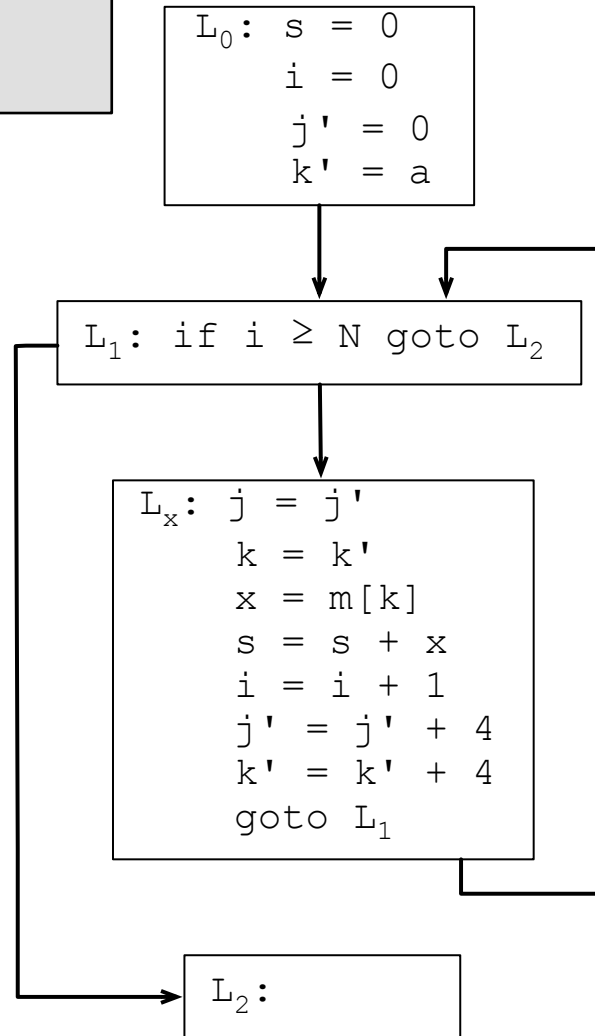 L₀: s = 0
i = 0
j' = 0
k' = a
L₁: if i ≥ N goto L₂
Lₓ: j = j'
k = k'
x = m[k]
s = s + x
i = i + 1
j' = j' + 4
k' = k' + 4
goto L₁
L₂: